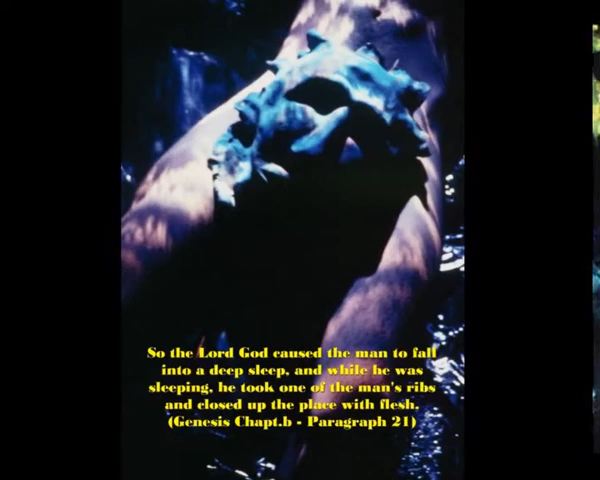 So the Lord God caused the man to fall
into a deep sleep, and while he was
sleeping, he took one of the man's ribs
and closed up the place with flesh.
(Genesis Chapt.b - Paragraph 21)